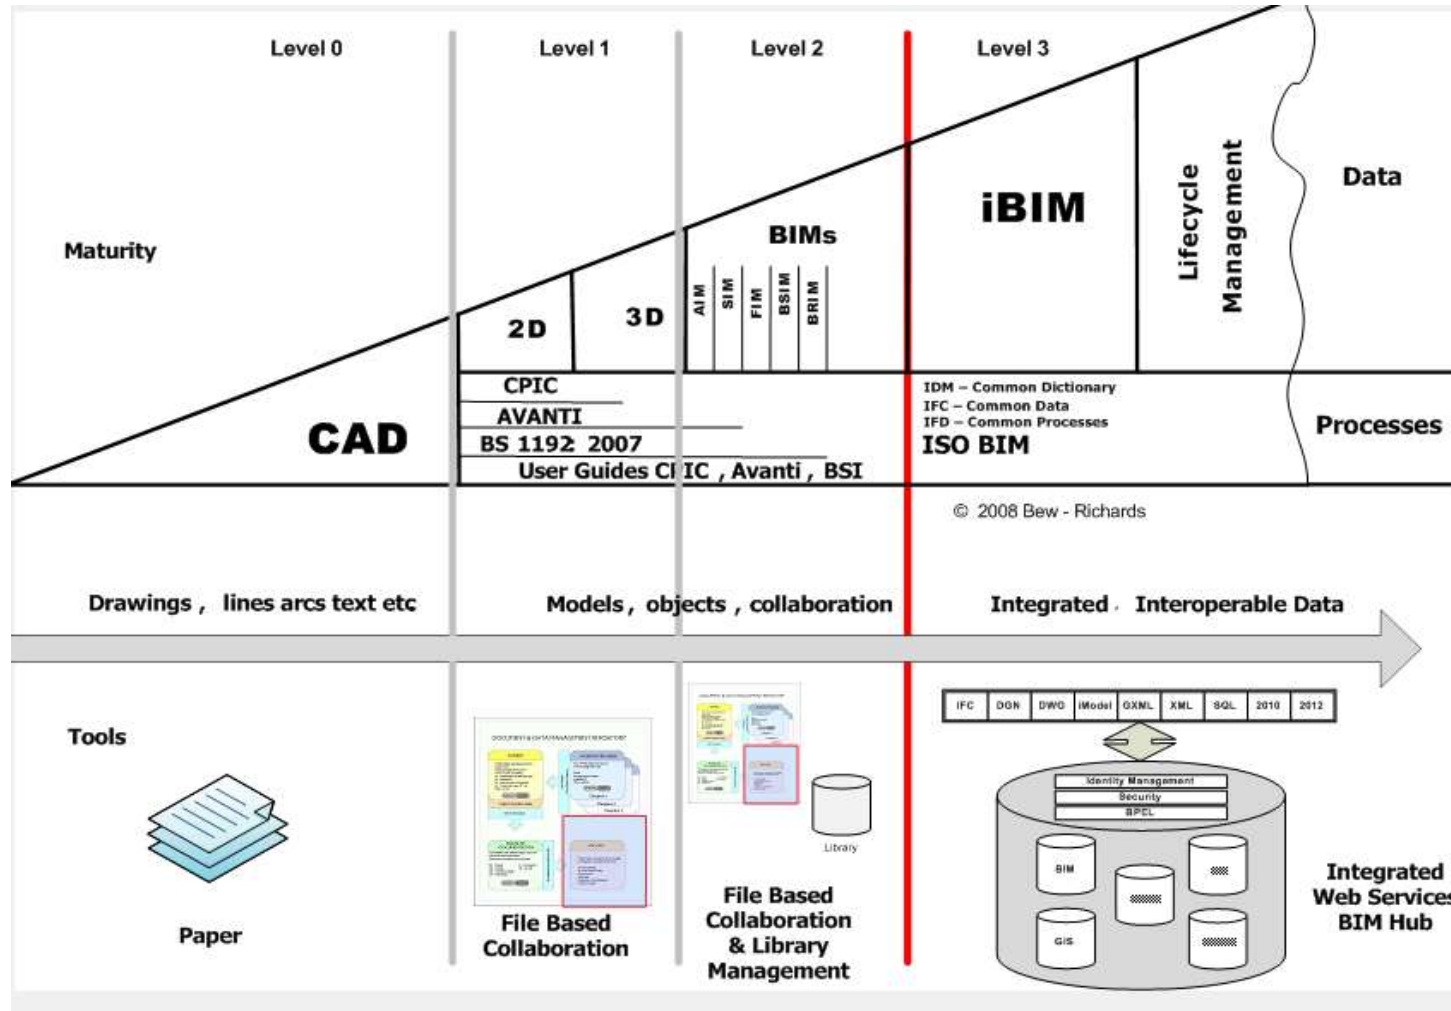 Level 0
Level 1
Level 2
Level 3
Maturity
Data
Lifecycle
Management
iBIM
BIMs
AIM
SIM
FIM
BSIM
BRIM
2D
3D
CAD
CPIC
AVANTI
BS 1192: 2007
User Guides CPIC , Avanti , BSI
IDM – Common Dictionary
IFC – Common Data
IFD – Common Processes
ISO BIM
Processes
© 2008 Bew - Richards
Drawings , lines arcs text etc
Models , objects , collaboration
Integrated , Interoperable Data
Tools
Paper
File Based
Collaboration
Library
File Based
Collaboration
& Library
Management
IFC DGN DWG iModel GXML XML SQL 2010 2012
Identity Management
Security
BPEL
BIM
GIS
Integrated
Web Services
BIM Hub